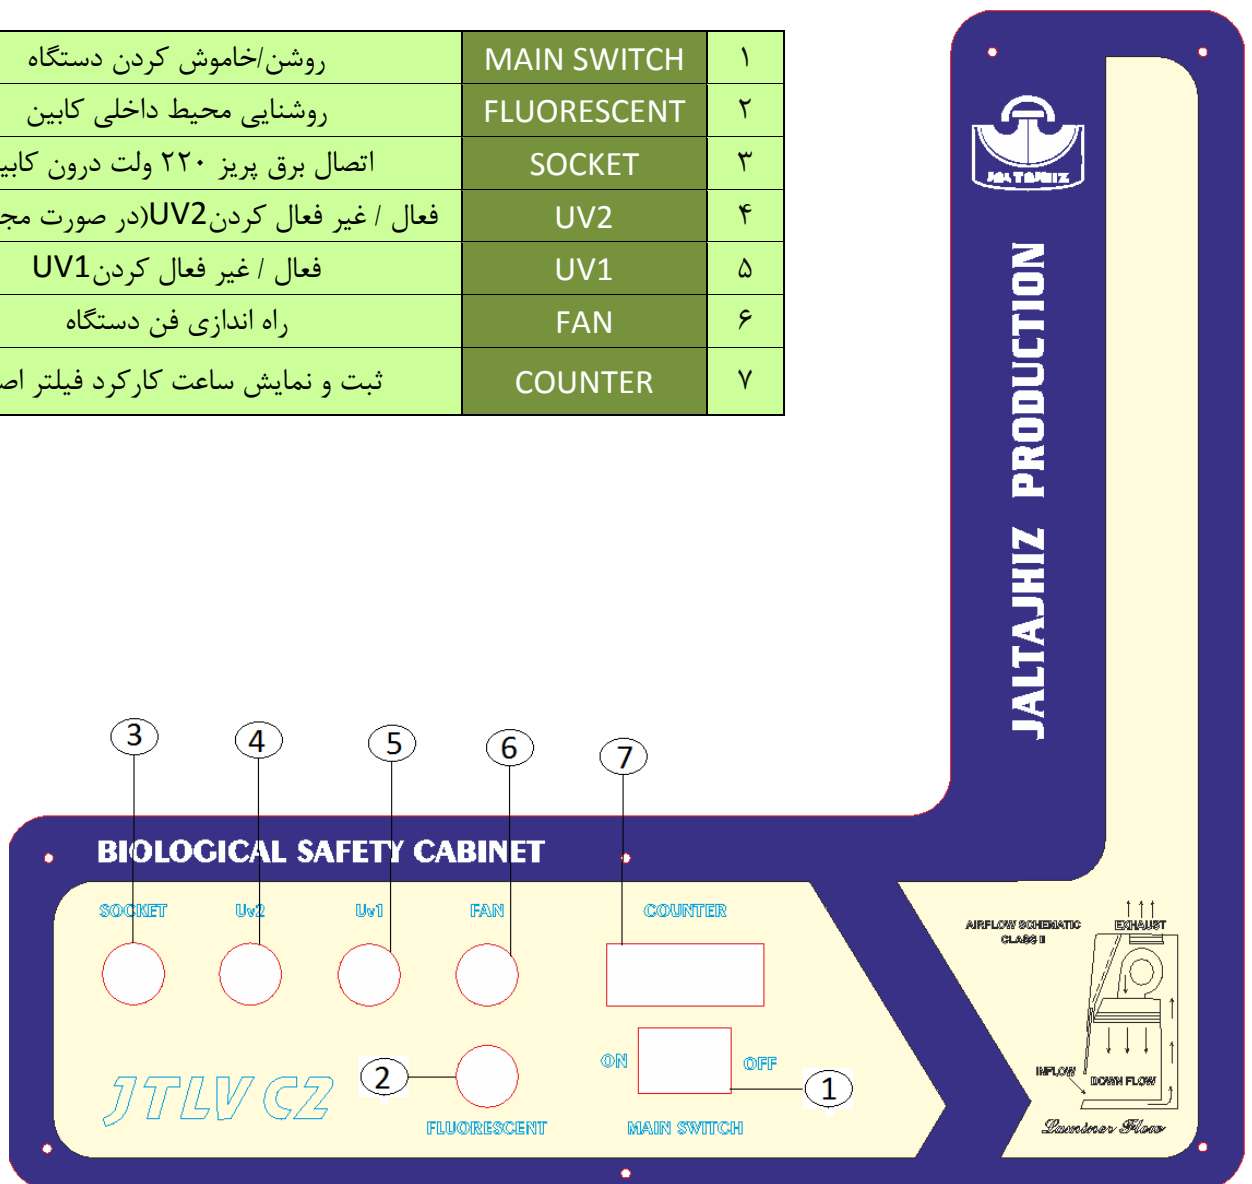 ۱ MAIN SWITCH روشن/خاموش کردن دستگاه
۲ FLUORESCENT روشنایی محیط داخلی کابین
۳ SOCKET اتصال برق پریز ۲۲۰ ولت درون
۴ UV2 فعال / غیر فعال کردنUV2(در صورت
۵ UV1 فعال / غیر فعال کردنUV1
۶ FAN راه اندازی فن دستگاه
۷ COUNTER ثبت و نمایش ساعت کارکرد فیلتر
JALTAJHIZ
JALTAJHIZ PRODUCTION
3 4 5 6 7
BIOLOGICAL SAFETY CABINET
SOCKET Uv2 Uv1 FAN COUNTER
AIRFLOW SCHEMATIC
CLASS II
EXHAUST
ON OFF
2
1
JTLV C2
FLUORESCENT MAIN SWITCH
INFLOW
DOWN FLOW
Laminer Flow